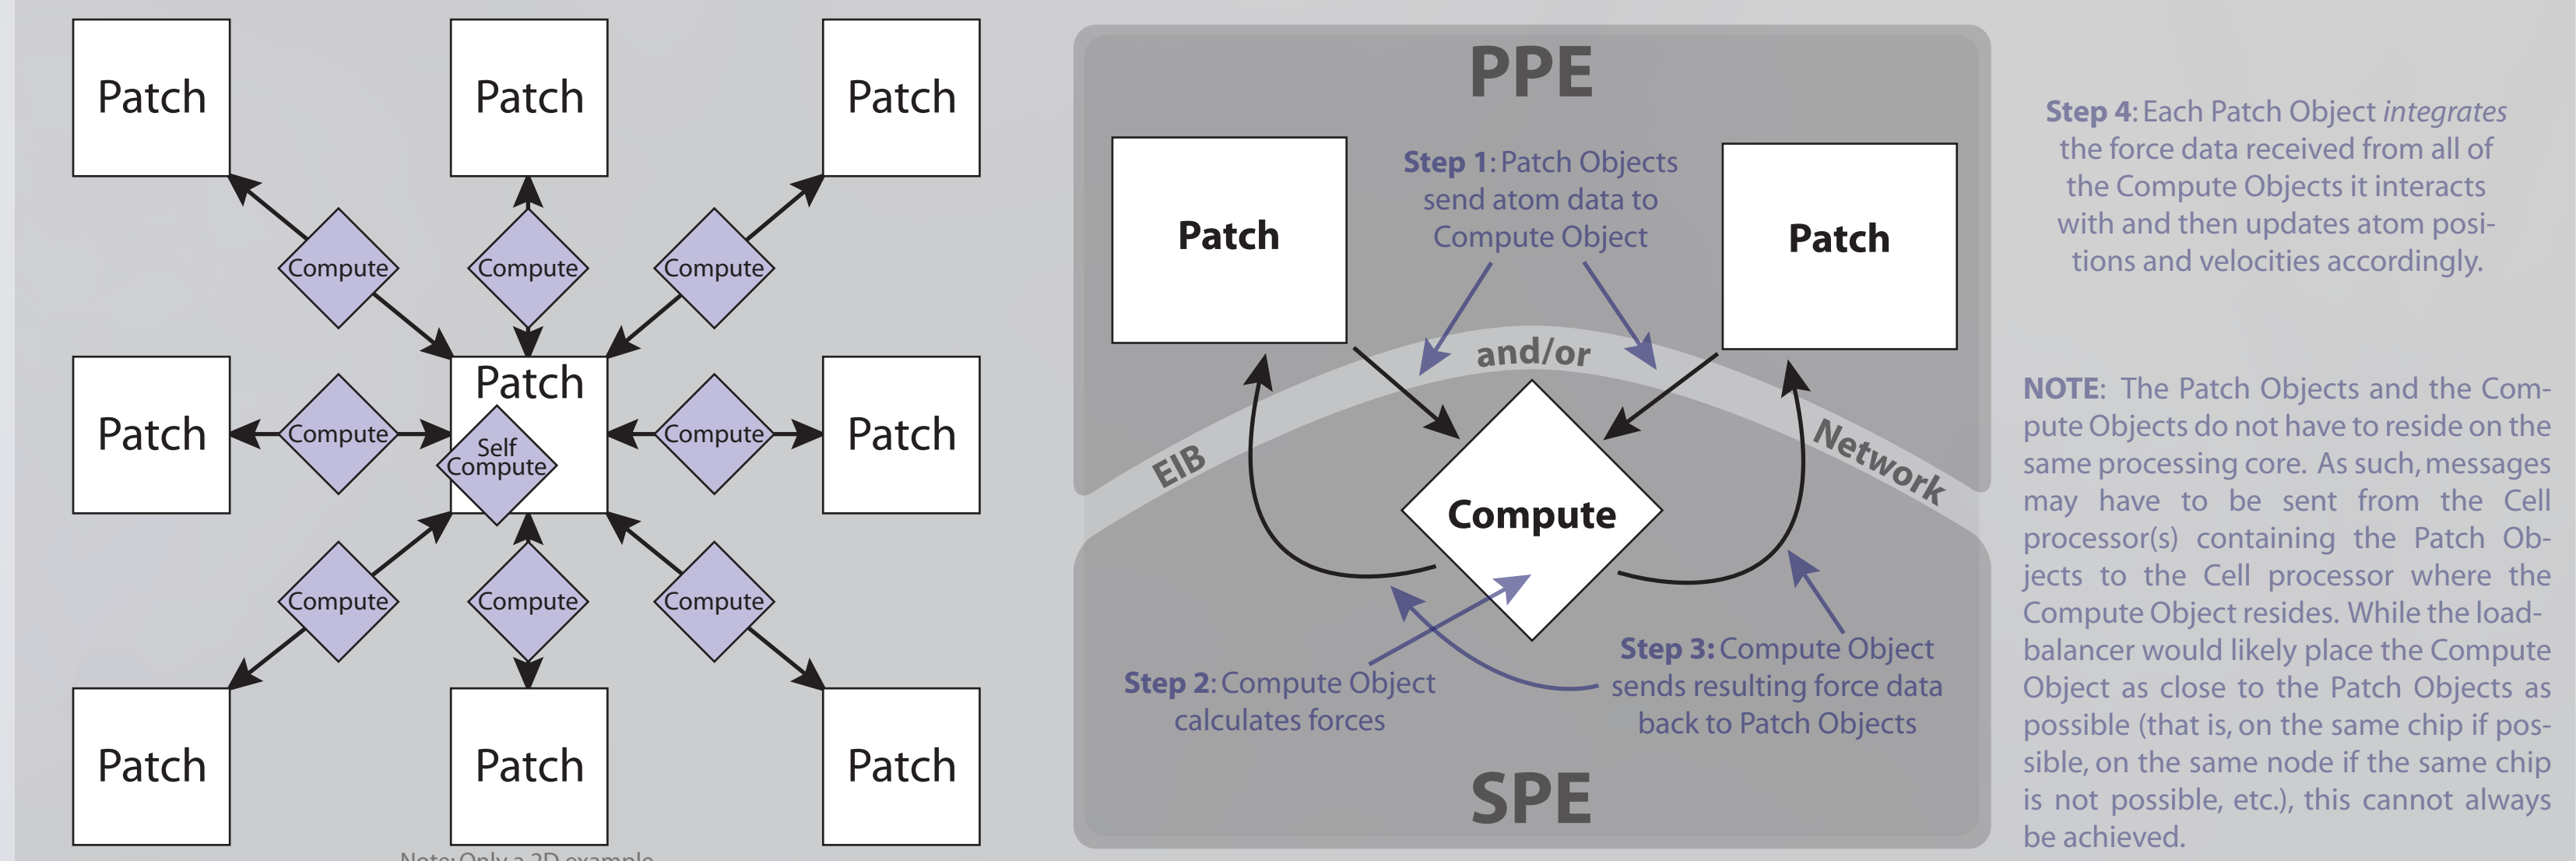 Patch
Patch
Patch
Compute
Compute
Compute
Patch
Compute
Patch
Self
Compute
Compute
Patch
Compute
Compute
Compute
Patch
Patch
Patch
Note: Only a 2D example
PPE
Patch
Step 1: Patch Objects
send atom data to
Compute Object
Patch
and/or
EIB
Network
Compute
Step 2: Compute Object
calculates forces
Step 3: Compute Object
sends resulting force data
back to Patch Objects
SPE
Step 4: Each Patch Object integrates
the force data received from all of
the Compute Objects it interacts
with and then updates atom posi-
tions and velocities accordingly.
NOTE: The Patch Objects and the Com-
pute Objects do not have to reside on the
same processing core. As such, messages
may have to be sent from the Cell
processor(s) containing the Patch Ob-
jects to the Cell processor where the
Compute Object resides. While the load-
balancer would likely place the Compute
Object as close to the Patch Objects as
possible (that is, on the same chip if pos-
sible, on the same node if the same chip
is not possible, etc.), this cannot always
be achieved.